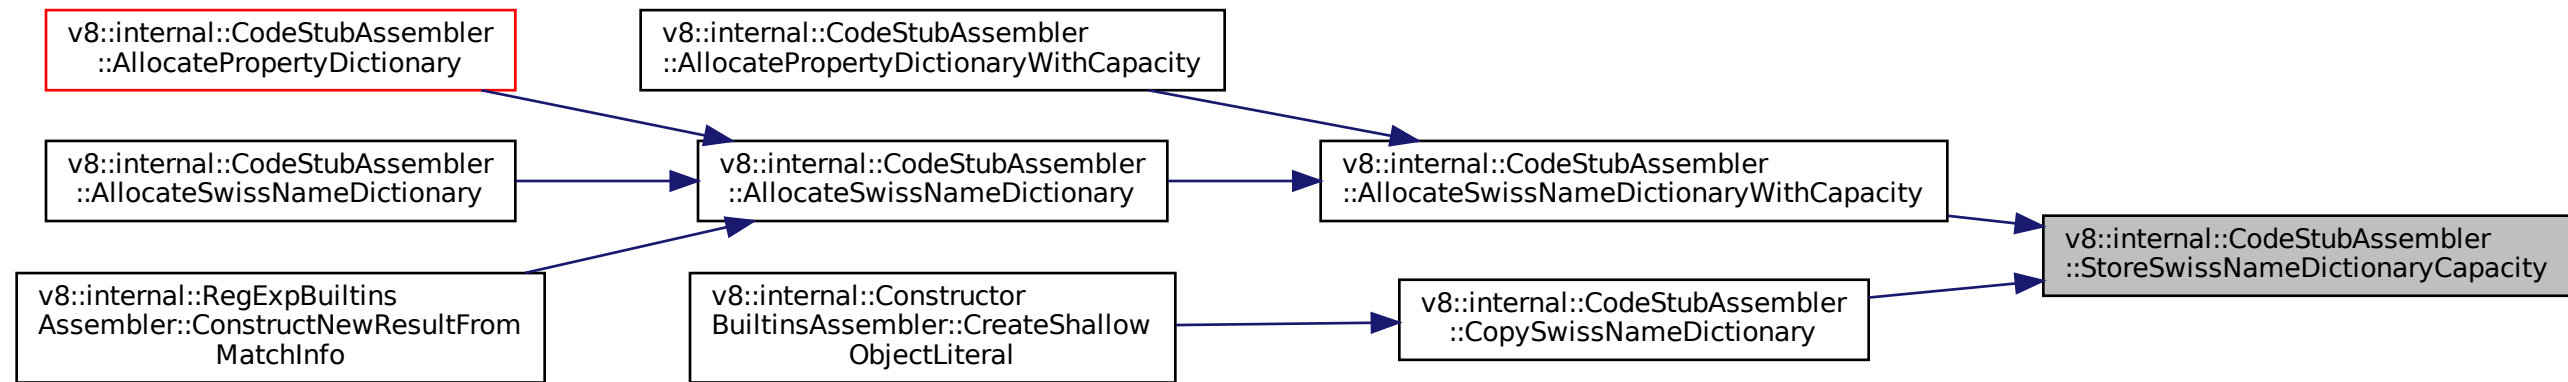 v8::internal::CodeStubAssembler
::AllocatePropertyDictionary
v8::internal::CodeStubAssembler
::AllocatePropertyDictionaryWithCapacity
v8::internal::CodeStubAssembler
::AllocateSwissNameDictionary
v8::internal::CodeStubAssembler
::AllocateSwissNameDictionary
v8::internal::CodeStubAssembler
::AllocateSwissNameDictionaryWithCapacity
v8::internal::CodeStubAssembler
::StoreSwissNameDictionaryCapacity
v8::internal::RegExpBuiltins
Assembler::ConstructNewResultFrom
MatchInfo
v8::internal::Constructor
BuiltinsAssembler::CreateShallow
ObjectLiteral
v8::internal::CodeStubAssembler
::CopySwissNameDictionary